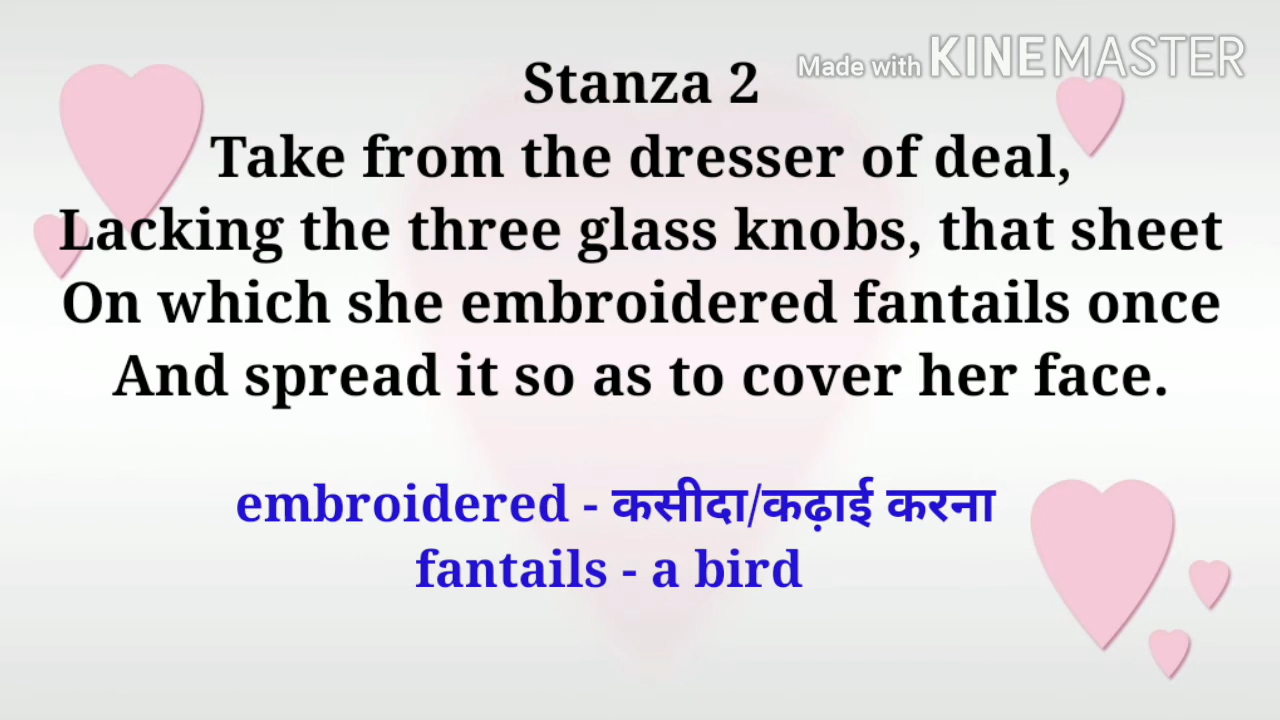 Made with KINEMASTER
Stanza 2
Take from the dresser of deal,
Lacking the three glass knobs, that sheet
On which she embroidered fantails once
And spread it so as to cover her face.
embroidered - कसीदा/कढ़ाई करना
fantails - a bird